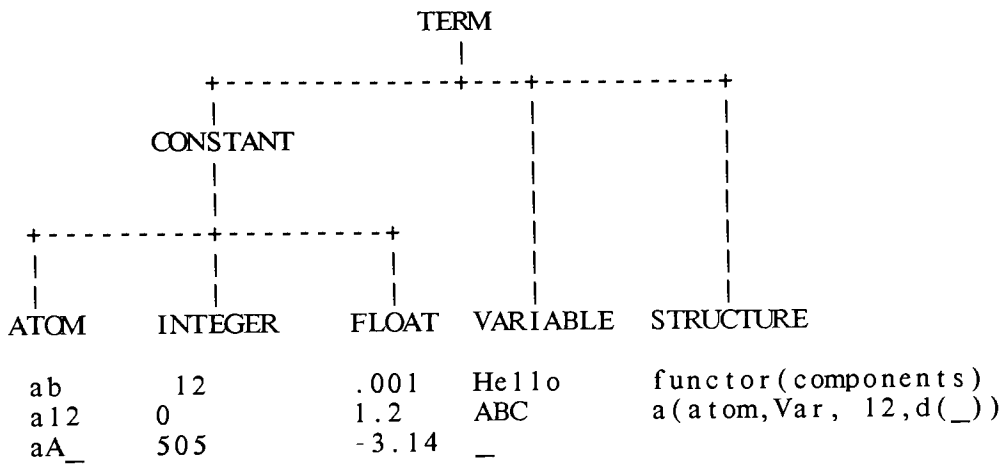 TERM
CONSTANT
ATOM INTEGER FLOAT VARIABLE STRUCTURE
ab 12 .001 Hello functor(components)
a12 0 1.2 ABC a(atom,Var, 12,d(_))
aA_ 505 -3.14 _